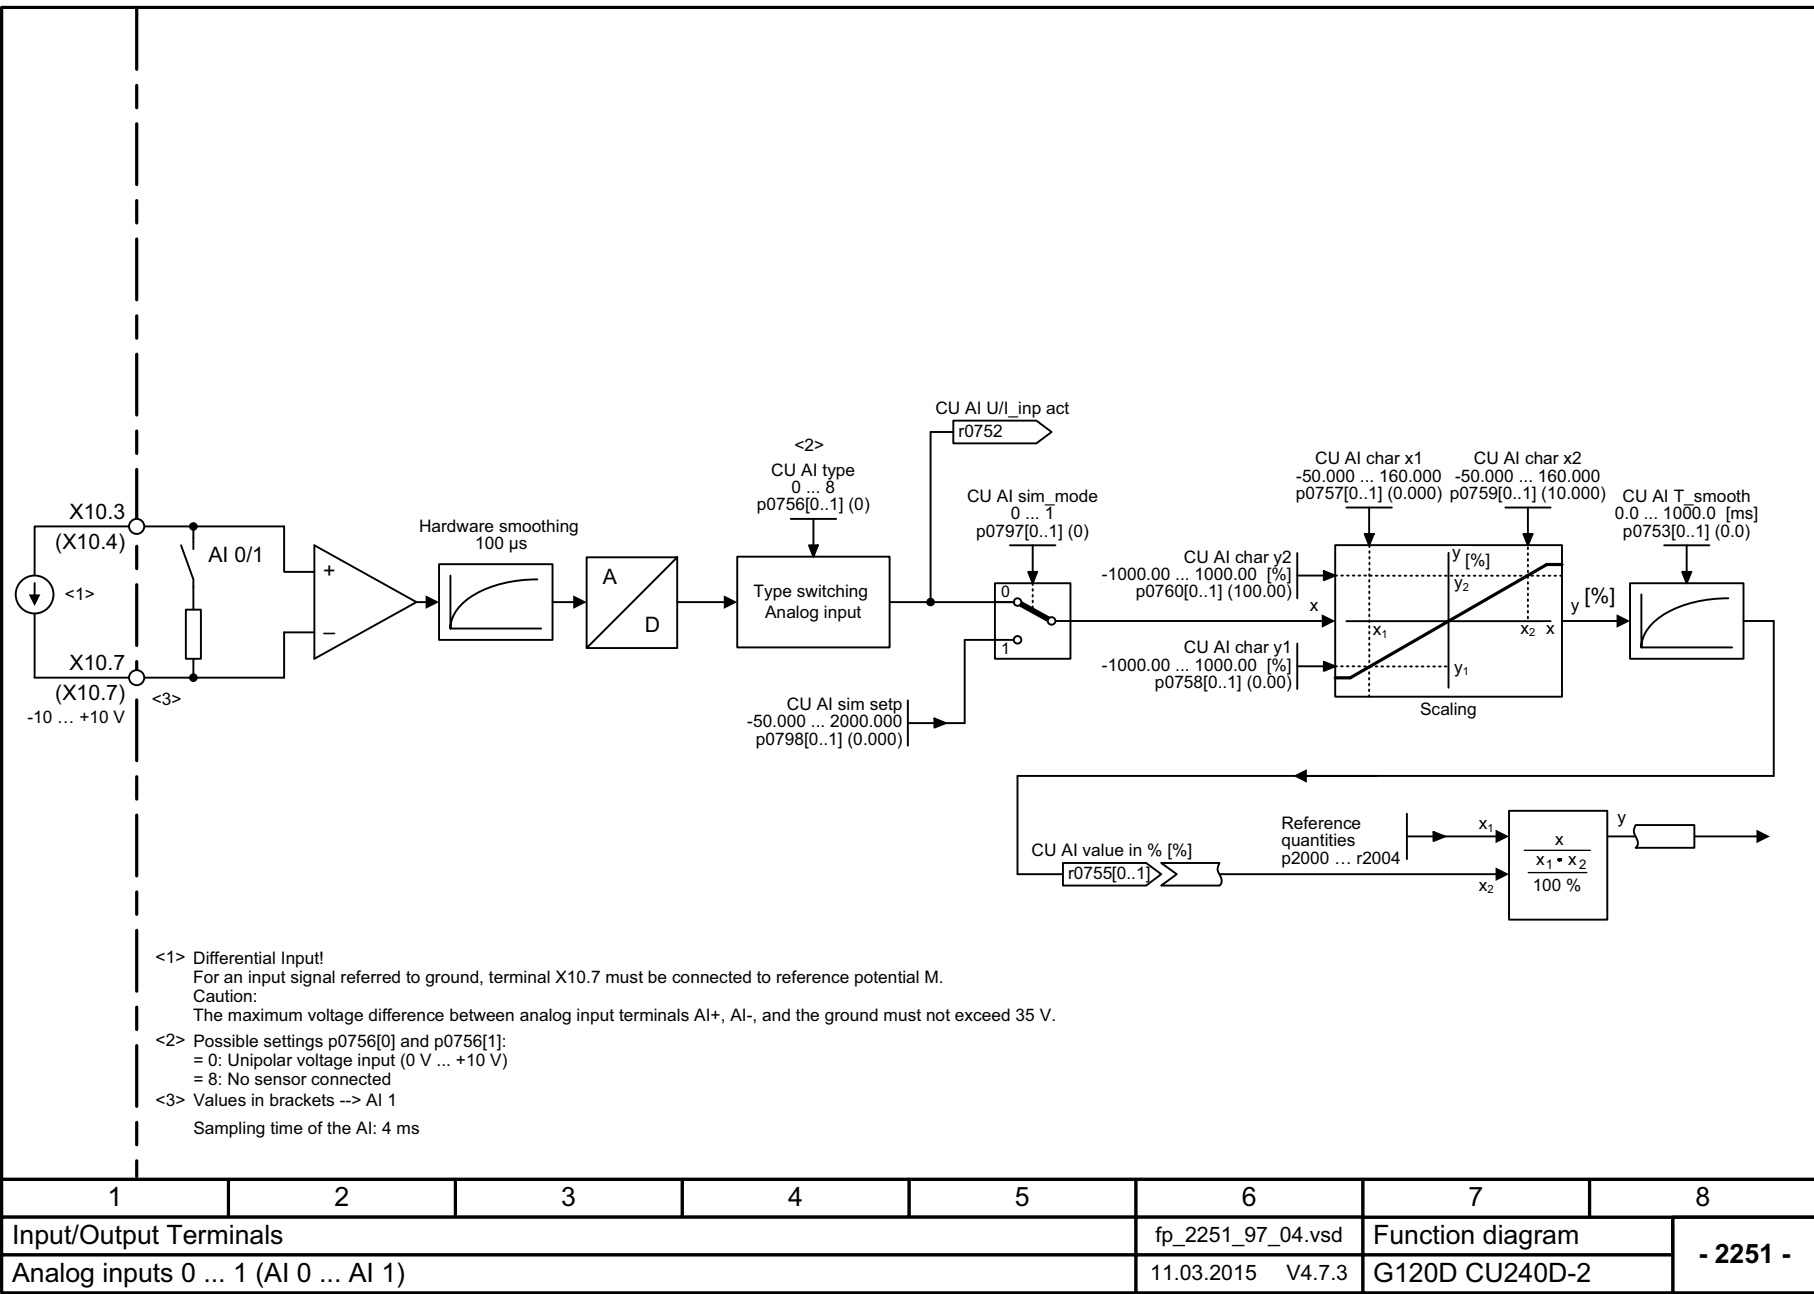 CU AI U/I_inp act
r0752
<2>
CU AI type
0 ... 8
p0756[0..1] (0)
CU AI sim_mode
0 ... 1
p0797[0..1] (0)
CU AI char x1
-50.000 ... 160.000
p0757[0..1] (0.000)
CU AI char x2
-50.000 ... 160.000
p0759[0..1] (10.000)
CU AI T_smooth
0.0 ... 1000.0 [ms]
p0753[0..1] (0.0)
X10.3
(X10.4)
AI 0/1
<1>
X10.7
(X10.7)
-10 ... +10 V
<3>
+
–
Hardware smoothing
100 µs
A
D
Type switching
Analog input
0
1
CU AI sim setp
-50.000 ... 2000.000
p0798[0..1] (0.000)
CU AI char y2
-1000.00 ... 1000.00 [%]
p0760[0..1] (100.00)
x
CU AI char y1
-1000.00 ... 1000.00 [%]
p0758[0..1] (0.00)
y [%]
y2
x1
x2 x
y1
Scaling
y [%]
CU AI value in % [%]
r0755[0..1]
Reference
quantities
p2000 ... r2004
x1
x2
x
x1 • x2
100 %
y
<1> Differential Input!
For an input signal referred to ground, terminal X10.7 must be connected to reference potential M.
Caution:
The maximum voltage difference between analog input terminals AI+, AI-, and the ground must not exceed 35 V.
<2> Possible settings p0756[0] and p0756[1]:
= 0: Unipolar voltage input (0 V ... +10 V)
= 8: No sensor connected
<3> Values in brackets --> AI 1
Sampling time of the AI: 4 ms
1 2 3 4 5 6 7 8
Input/Output Terminals
fp_2251_97_04.vsd
Function diagram
- 2251 -
Analog inputs 0 ... 1 (AI 0 ... AI 1)
11.03.2015 V4.7.3
G120D CU240D-2